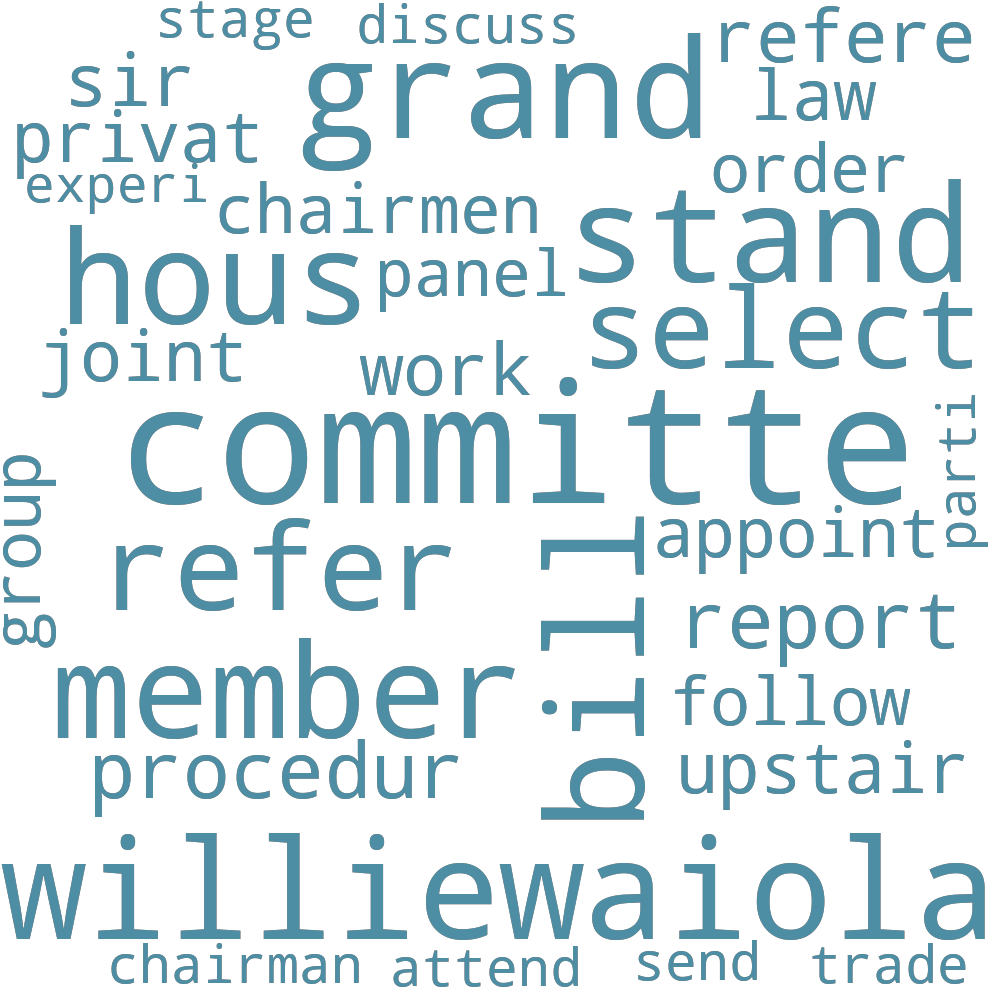 stage
discuss
refere
grand
sir
law
privat
order
experi
chairmen
stand
hous
panel
select
joint
work
committe
parti
group
appoint
refer
bill
report
member
follow
procedur
upstair
williewaiola
chairman
attend
send
trade